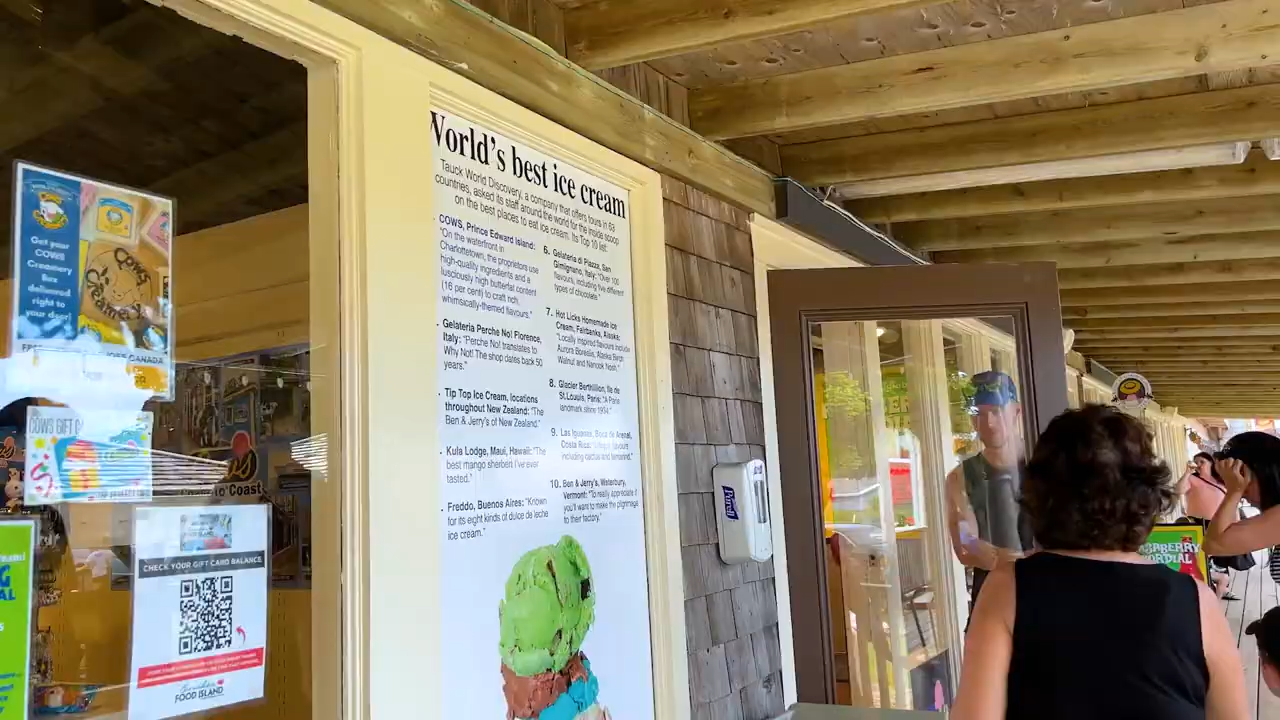 World's best ice cream
Tauck World Discovery, a company that offers tours in 63
countries, asked its staff around the world for the inside scoop
on the best places to eat ice cream. Its Top 10 list:
COWS, Prince Edward Island:
"On the waterfront in
Charlottetown, the proprietors use
high-quality ingredients and a
lusciously high butterfat content
(16 per cent) to craft rich,
whimsically-themed flavours."
Gelateria Perche No! Florence,
Italy: "Perche No! translates to
Why Not! The shop dates back 50
years."
Tip Top Ice Cream, locations
throughout New Zealand: "The
Ben & Jerry's of New Zealand."
Kula Lodge, Maui, Hawaii: "The
best mango sherbet I've ever
tasted."
Freddo, Buenos Aires: "Known
for its eight kinds of dulce de leche
ice cream."
6. Gelateria di Piazza, San
Gimignano, Italy: "Over 100
flavours, including five different
types of chocolate."
7. Hot Licks Homemade Ice
Cream, Fairbanks, Alaska:
"Locally inspired flavours include
Aurora Borealis, Alaska Birch
Walnut and Nanook Nosh."
8. Glacier Berthillon, Ile de
St.Louis, Paris: "A Paris
landmark since 1934."
9. Las Iguanas, Boca de Arenal,
Costa Rica: flavours
including cactus and tamarind."
10. Ben & Jerry's, Waterbury,
Vermont: "To really appreciate it
you'll want to make the pilgrimage
to their factory."
Get your
COWS
Creamery
Box
delivered
right to
your door!
Cows
Creamery
COWS GIFT
CHECK YOUR GIFT CARD BALANCE
FOOD ISLAND
Purell
RASPBERRY
CORDIAL